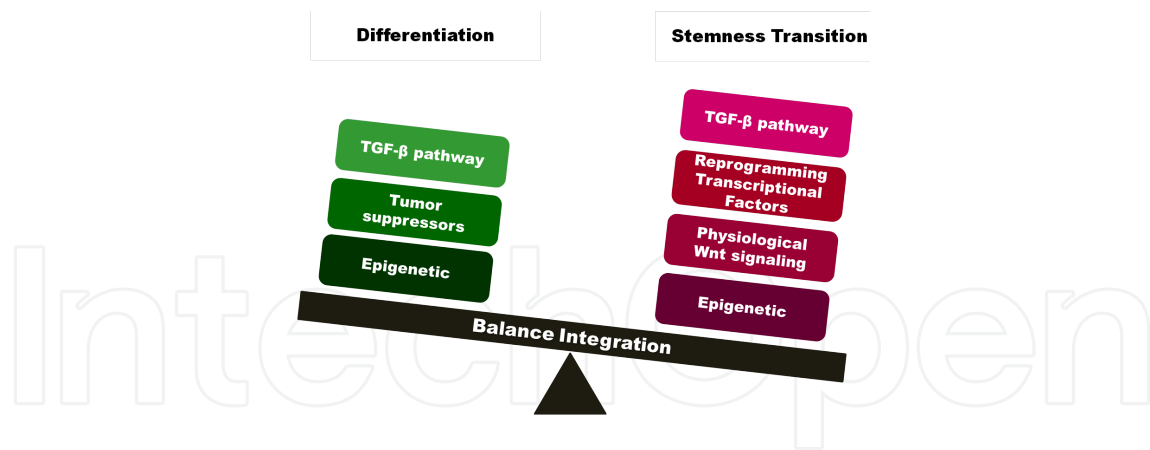 Differentiation
Stemness Transition
TGF-β pathway
Tumor
suppressors
Epigenetic
TGF-β pathway
Reprogramming
Transcriptional
Factors
Physiological
Wnt signaling
Epigenetic
Balance Integration
IntechOpen